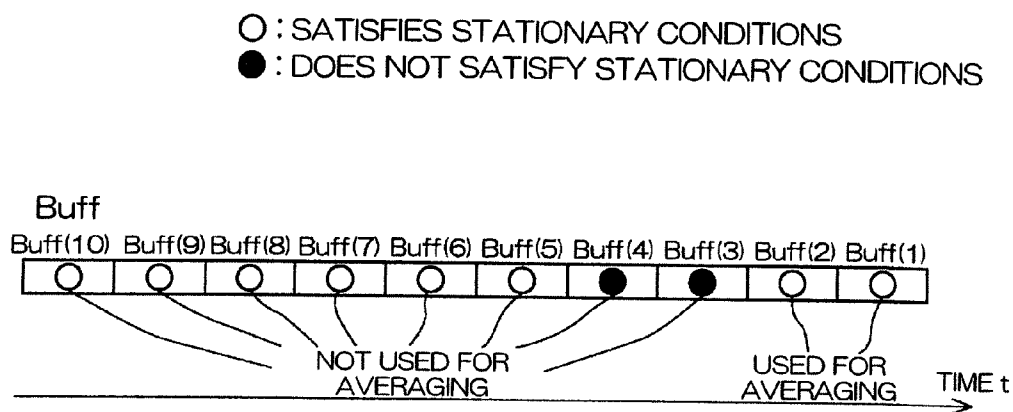 ○ : SATISFIES STATIONARY CONDITIONS
● : DOES NOT SATISFY STATIONARY CONDITIONS
Buff
Buff(10) Buff(9) Buff(8) Buff(7) Buff(6) Buff(5) Buff(4) Buff(3) Buff(2) Buff(1)
NOT USED FOR
AVERAGING
USED FOR
AVERAGING
TIME t